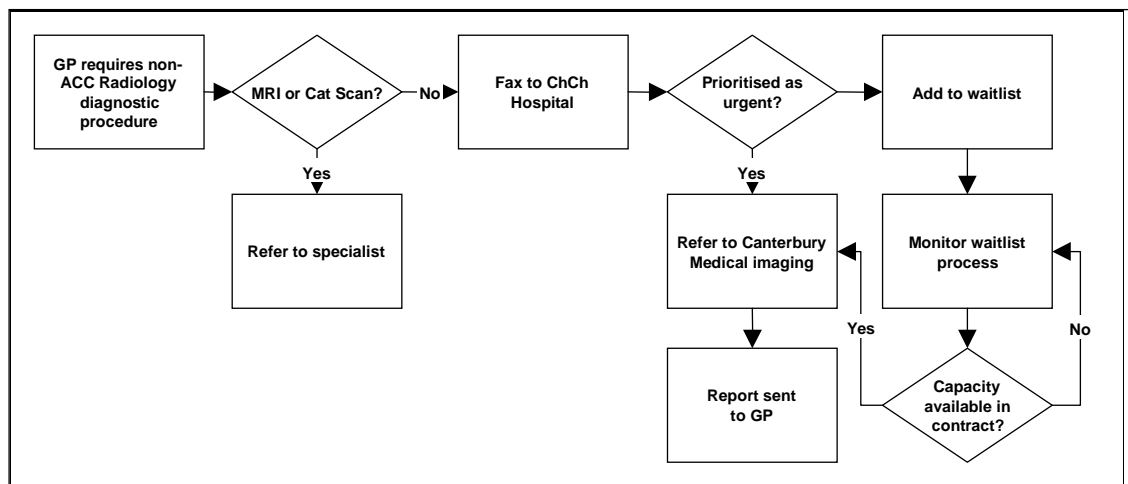 GP requires non-
ACC Radiology
diagnostic
procedure
MRI or Cat Scan?
No
Fax to ChCh
Hospital
Prioritised as
urgent?
Add to waitlist
Yes
Yes
Refer to specialist
Refer to Canterbury
Medical imaging
Monitor waitlist
process
Yes
No
Report sent
to GP
Capacity
available in
contract?